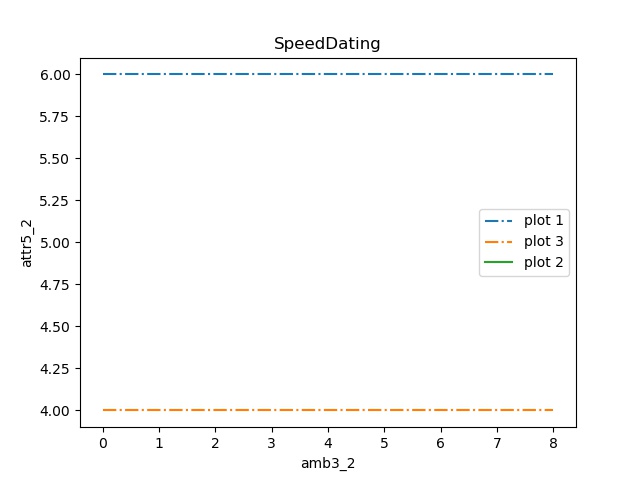 SpeedDating
6.00
5.75
5.50
5.25
5.00
4.75
4.50
4.25
4.00
attr5_2
plot 1
plot 3
plot 2
0 1 2 3 4 5 6 7 8
amb3_2